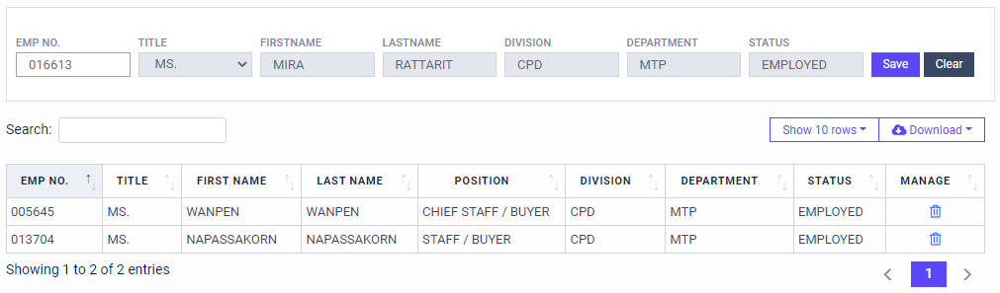 EMP NO. TITLE FIRSTNAME LASTNAME DIVISION DEPARTMENT STATUS
016613 MS. MIRA RATTARIT CPD MTP EMPLOYED Save Clear
Search: Show 10 rows Download
EMP NO. TITLE FIRST NAME LAST NAME POSITION DIVISION DEPARTMENT STATUS MANAGE
005645 MS. WANPEN WANPEN CHIEF STAFF / BUYER CPD MTP EMPLOYED
013704 MS. NAPASSAKORN NAPASSAKORN STAFF / BUYER CPD MTP EMPLOYED
Showing 1 to 2 of 2 entries 1